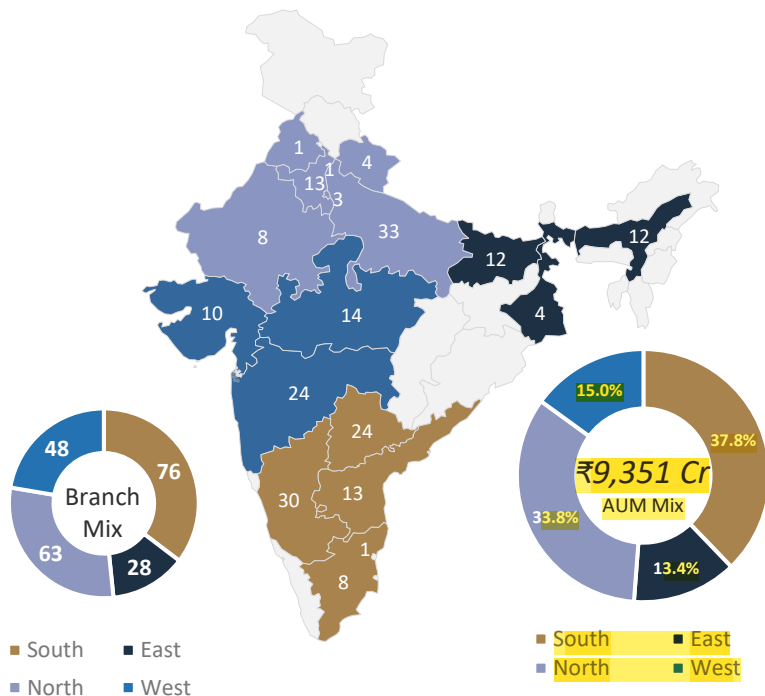 1
4
1
13
3
8
33
12
12
10
14
4
24
24
30
13
1
8
48
76
Branch
Mix
63
28
South
East
North
West
15.0%
37.8%
₹9,351 Cr
AUM Mix
33.8%
13.4%
South
East
North
West